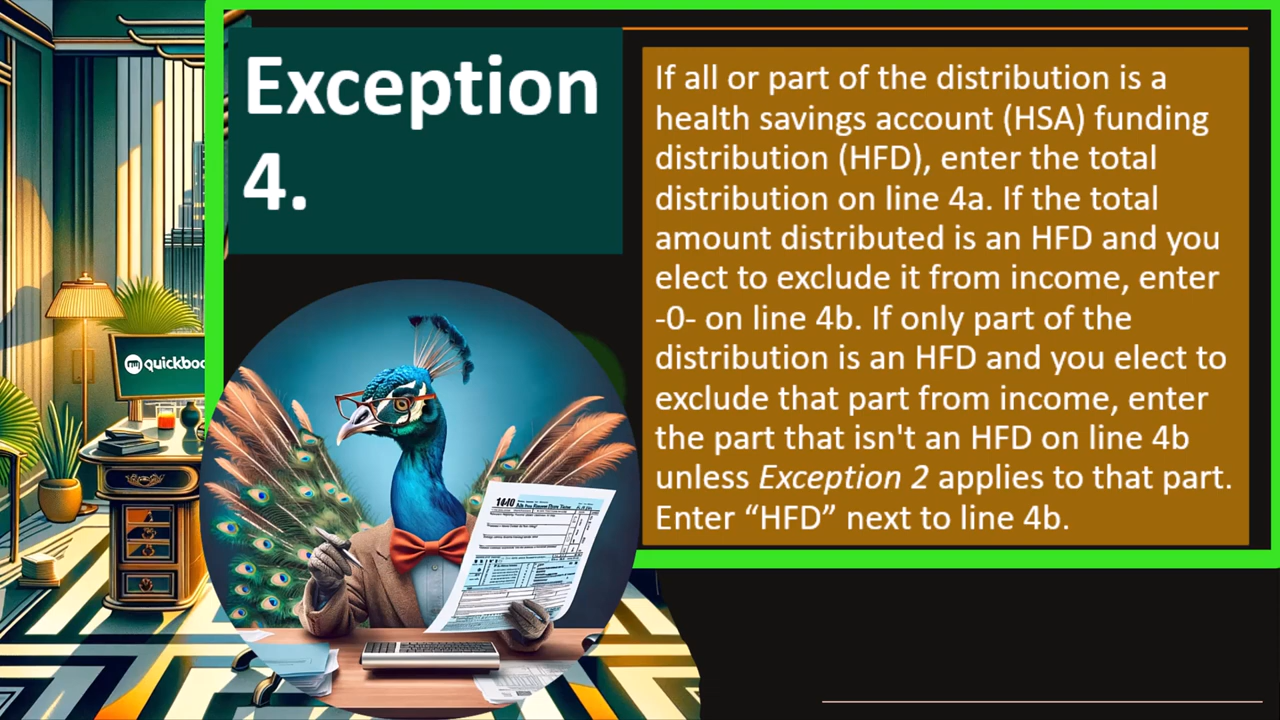 Exception
4.
If all or part of the distribution is a
health savings account (HSA) funding
distribution (HFD), enter the total
distribution on line 4a. If the total
amount distributed is an HFD and you
elect to exclude it from income, enter
-0- on line 4b. If only part of the
distribution is an HFD and you elect to
exclude that part from income, enter
the part that isn't an HFD on line 4b
unless Exception 2 applies to that part.
Enter “HFD” next to line 4b.